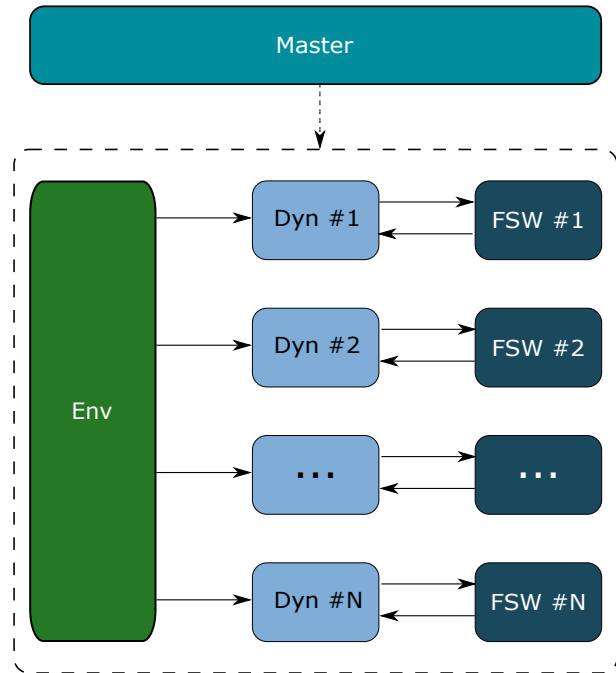 Master
Env
Dyn #1
FSW #1
Dyn #2
FSW #2
...
...
Dyn #N
FSW #N